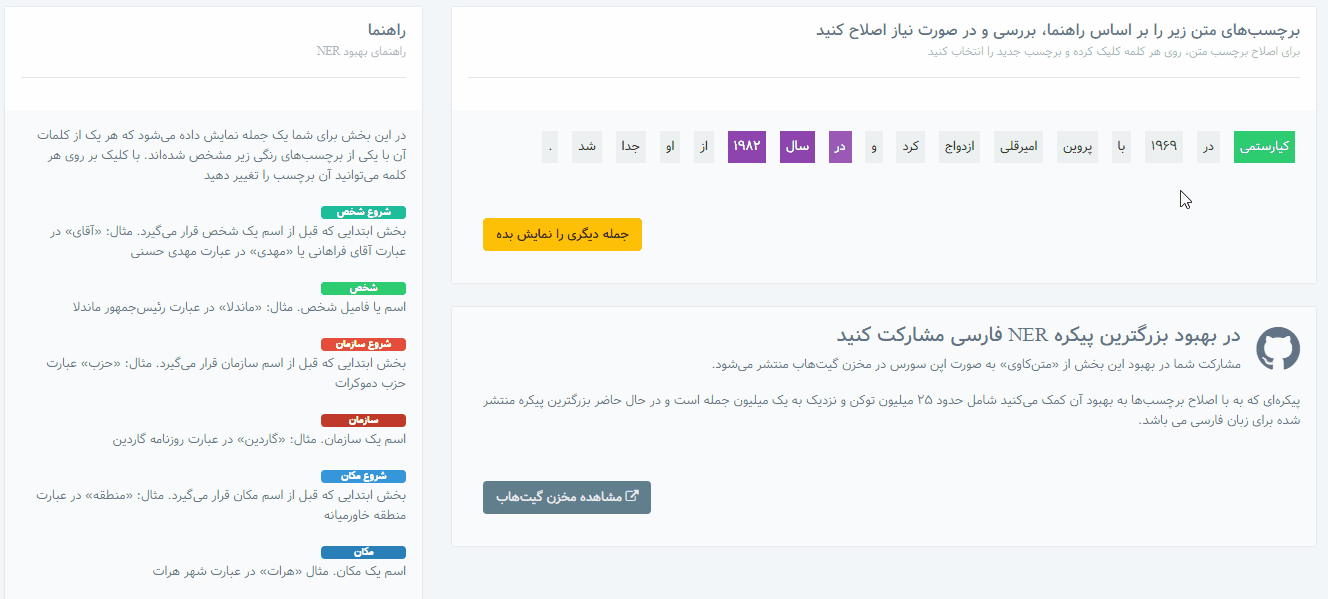 برچسب‌های متن زیر را بر اساس راهنما، بررسی و در صورت نیاز اصلاح کنید
برای اصلاح برچسب متن، روی هر کلمه کلیک کرده و برچسب جدید را انتخاب کنید
کیارستمی در ۱۹۶۹ با پروین امیرقلی ازدواج کرد و در سال ۱۹۸۲ از او جدا شد .
جمله دیگری را نمایش بده
در بهبود بزرگترین پیکره NER فارسی مشارکت کنید
مشارکت شما در بهبود این بخش از «متن‌کاوی» به صورت اپن سورس در مخزن گیت‌هاب منتشر می‌شود.
پیکره‌ای که به با اصلاح برچسب‌ها به بهبود آن کمک می‌کنید شامل حدود ۲۵ میلیون توکن و نزدیک به یک میلیون جمله است و در حال حاضر بزرگترین پیکره منتشر
شده برای زبان فارسی می باشد.
مشاهده مخزن گیت‌هاب
راهنما
راهنمای بهبود NER
در این بخش برای شما یک جمله نمایش داده می‌شود که هر یک از کلمات
آن با یکی از برچسب‌های رنگی زیر مشخص شده‌اند. با کلیک بر روی هر
کلمه می‌توانید آن برچسب را تغییر دهید
شروع شخص
بخش ابتدایی که قبل از اسم یک شخص قرار می‌گیرد. مثال: «آقای» در
عبارت آقای فراهانی یا «مهدی» در عبارت مهدی حسنی
شخص
اسم یا فامیل شخص. مثال: «ماندلا» در عبارت رئیس‌جمهور ماندلا
شروع سازمان
بخش ابتدایی که قبل از اسم سازمان قرار می‌گیرد. مثال: «حزب» عبارت
حزب دموکرات
سازمان
اسم یک سازمان. مثال: «گاردین» در عبارت روزنامه گاردین
شروع مکان
بخش ابتدایی که قبل از اسم مکان قرار می‌گیرد. مثال: «منطقه» در عبارت
منطقه خاورمیانه
مکان
اسم یک مکان. مثال «هرات» در عبارت شهر هرات